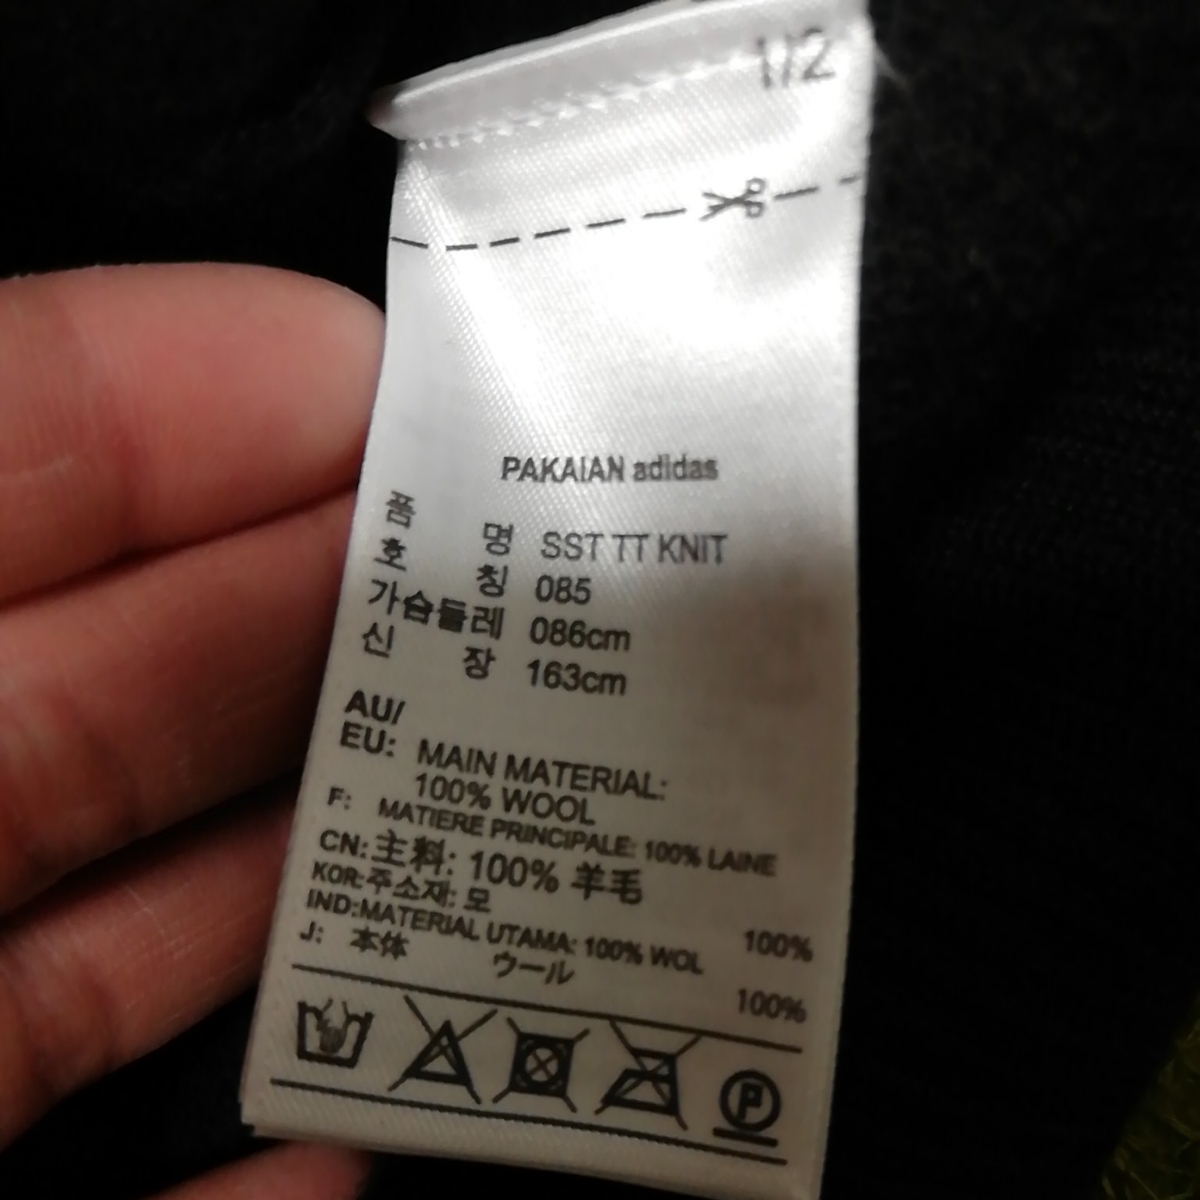 1/2
PAKAIAN adidas
품 명 SST TT KNIT
호 칭 085
가슴둘레 086cm
신 장 163cm
AU/
EU: MAIN MATERIAL:
100% WOOL
F: MATIERE PRINCIPALE: 100% LAINE
CN: 主料: 100% 羊毛
KOR: 주소재: 모 100%
IND:MATERIAL UTAMA: 100% WOL
J: 本体 ウール 100%
P